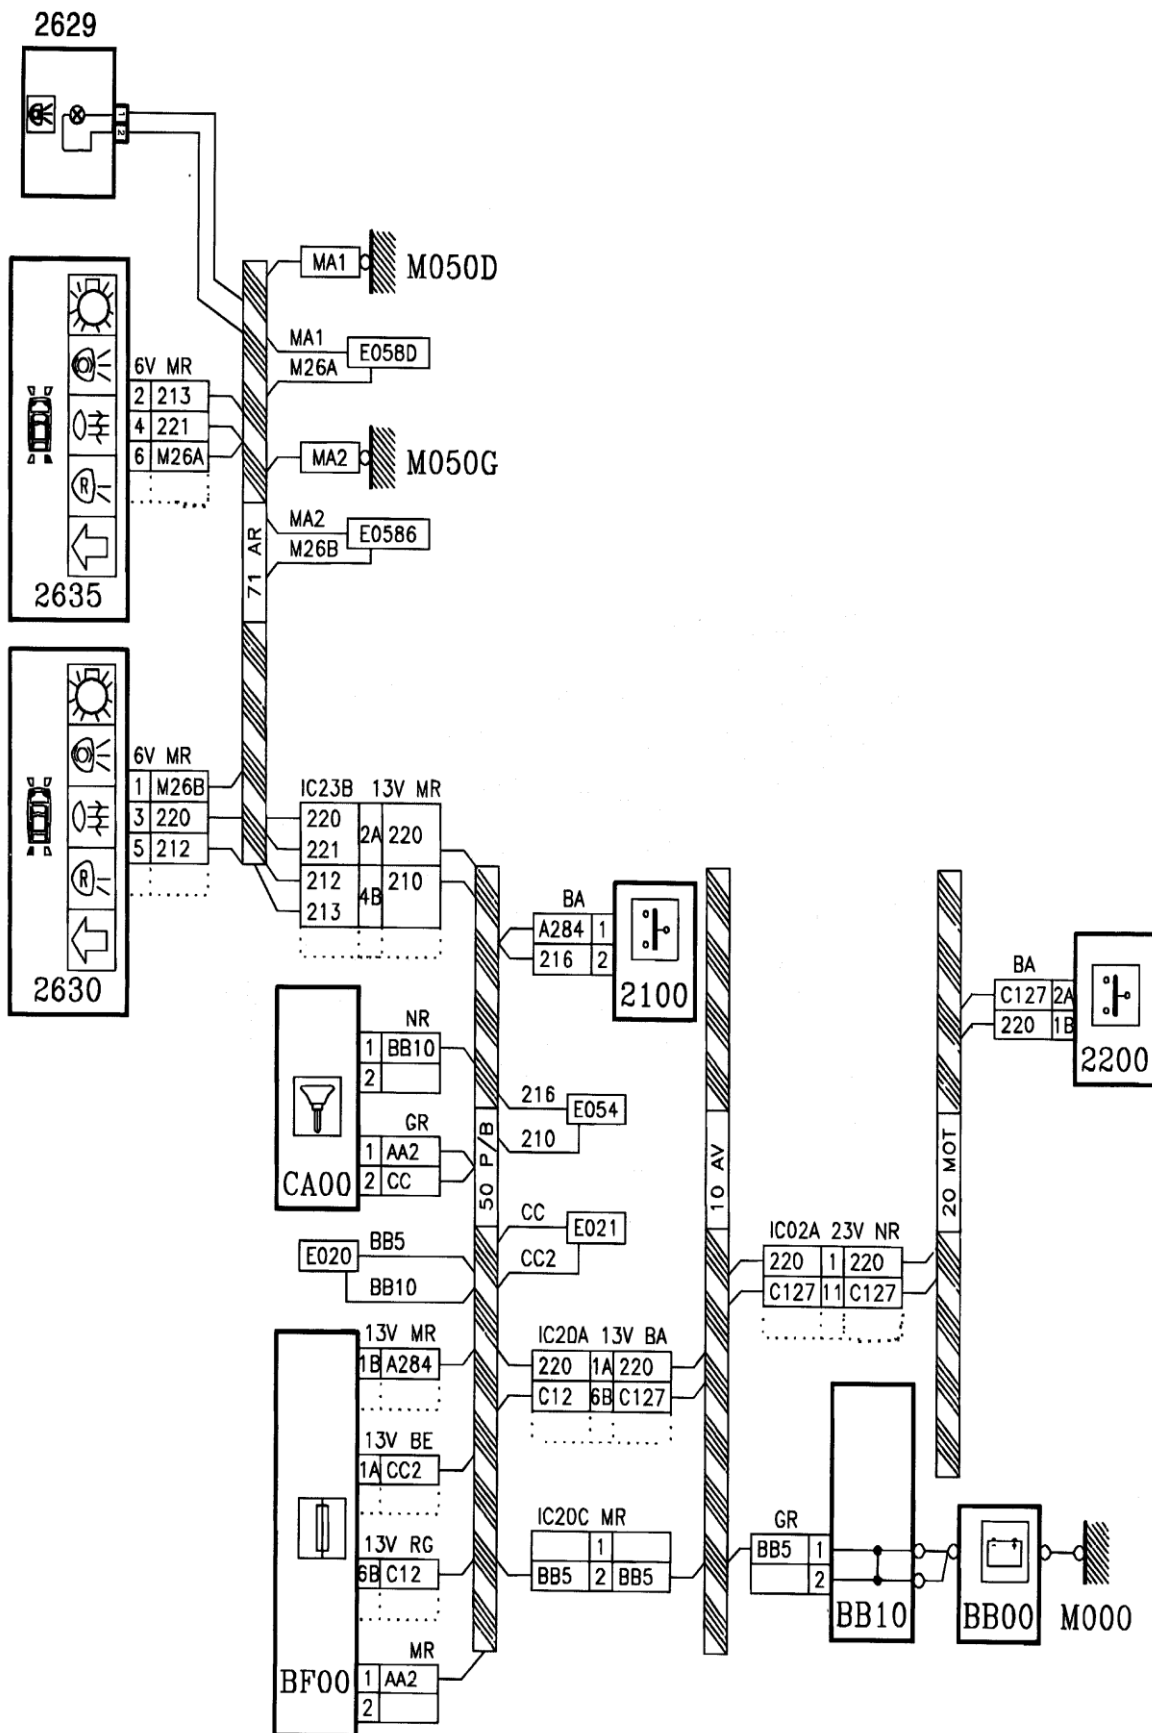 2629
1
2
MA1 M050D
MA1
E058D
M26A
6V MR
2 213
4 221
6 M26A
R
2635
MA2 M050G
MA2
E0586
M26B
71 AR
6V MR
1 M26B
3 220
5 212
R
2630
IC23B 13V MR
220 2A 220
221
212 4B 210
213
BA
A284 1
216 2
2100
BA
C127 2A
220 1B
2200
NR
1 BB10
2
GR
1 AA2
2 CC
CA00
216
E054
210
50 P/B
10 AV
20 MOT
CC
E021
CC2
E020
BB5
BB10
IC02A 23V NR
220 1 220
C127 11 C127
13V MR
1B A284
IC20A 13V BA
220 1A 220
C12 6B C127
13V BE
1A CC2
13V RG
6B C12
IC20C MR
1
BB5 2 BB5
GR
BB5 1
2
BB10
BB00
M000
MR
1 AA2
2
BF00